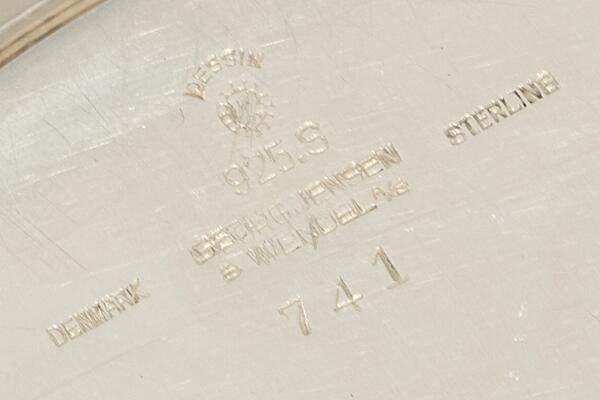 DESSIN
925.S
STERLING
GEORG JENSEN
& WENDEL A/S
741
DENMARK